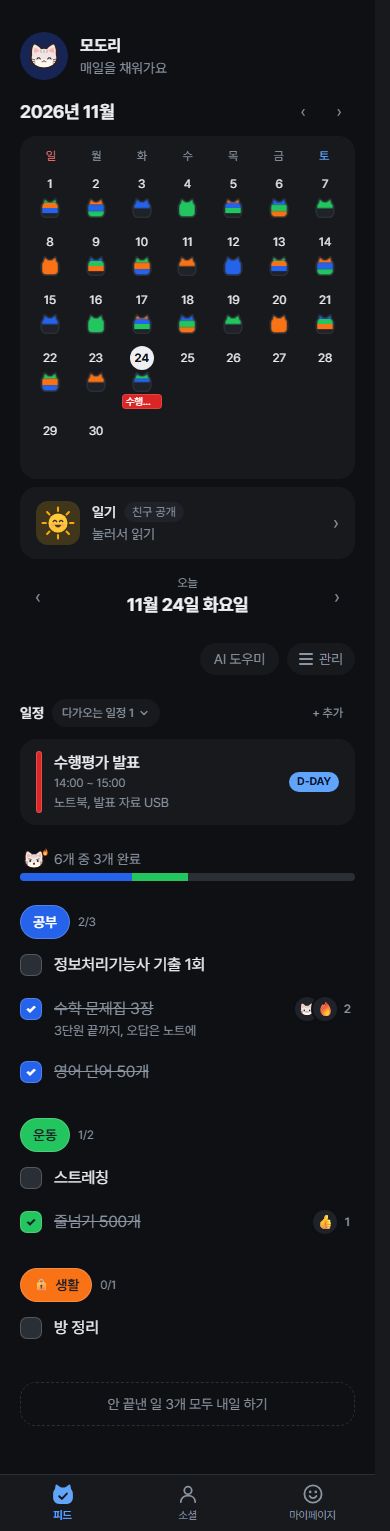 모도리
매일을 채워가요
2026년 11월
‹ ›
일 월 화 수 목 금 토
1 2 3 4 5 6 7
8 9 10 11 12 13 14
15 16 17 18 19 20 21
22 23 24 25 26 27 28
수행...
29 30
일기 친구 공개
눌러서 읽기
오늘
11월 24일 화요일
AI 도우미 관리
일정 다가오는 일정 1 + 추가
수행평가 발표
14:00 ~ 15:00
노트북, 발표 자료 USB
D-DAY
6개 중 3개 완료
공부 2/3
정보처리기능사 기출 1회
수학 문제집 3장 2
3단원 끝까지, 오답은 노트에
영어 단어 50개
운동 1/2
스트레칭
줄넘기 500개 1
생활 0/1
방 정리
안 끝낸 일 3개 모두 내일 하기
피드 소셜 마이페이지